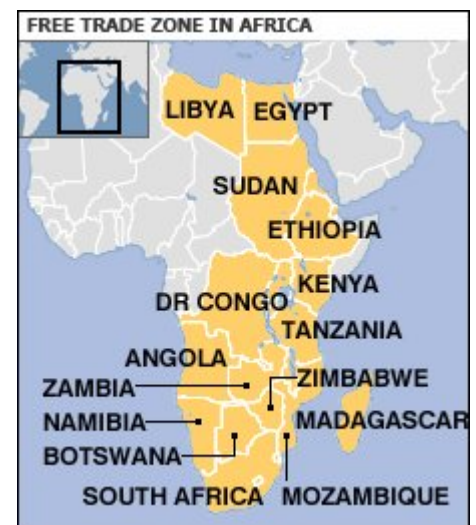 FREE TRADE ZONE IN AFRICA
LIBYA
EGYPT
SUDAN
ETHIOPIA
KENYA
DR CONGO
TANZANIA
ANGOLA
ZAMBIA
ZIMBABWE
NAMIBIA
MADAGASCAR
BOTSWANA
SOUTH AFRICA
MOZAMBIQUE